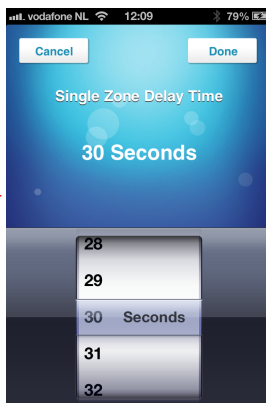 vodafone NL 12:09 79%
Cancel Done
Single Zone Delay Time
30 Seconds
28
29
30 Seconds
31
32